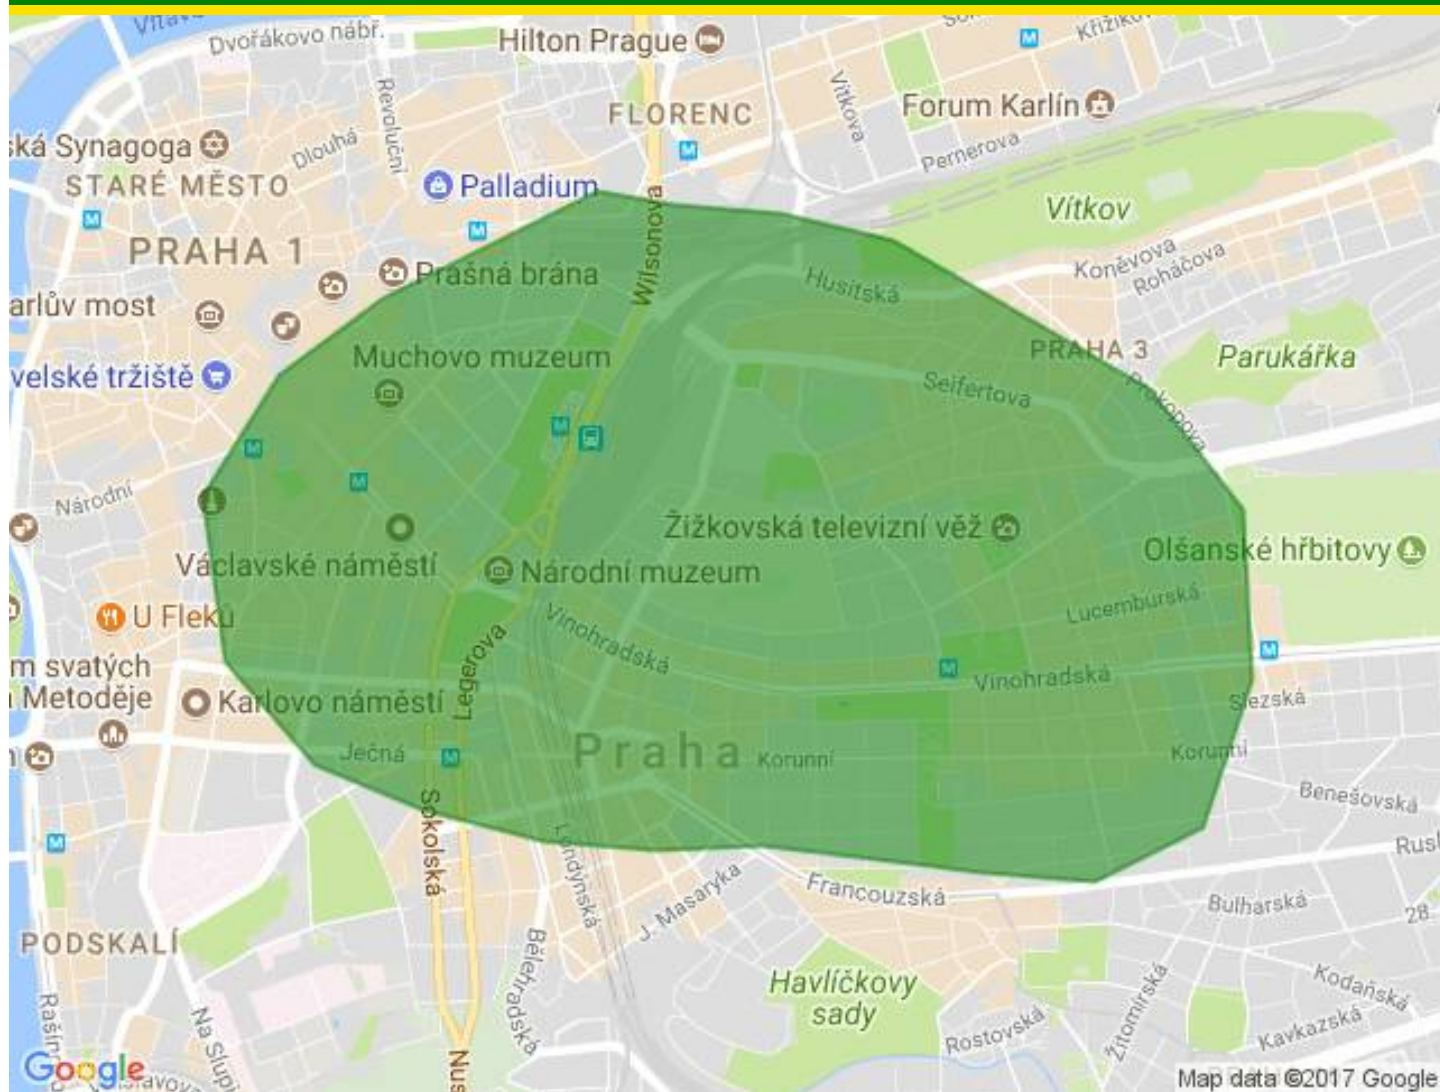 Dvořákovo nábř.
Hilton Prague
Revoluční
FLORENC
Vítkova
Forum Karlín
Pernerova
ská Synagoga
Dlouhá
STARÉ MĚSTO
Palladium
Vítkov
PRAHA 1
Prašná brána
Wilsonova
Husitská
Koněvova
Roháčova
arlův most
Muchovo muzeum
PRAHA 3
Parukářka
velské tržiště
Seifertova
Prokopova
Národní
Žižkovská televizní věž
Olšanské hřbitovy
Václavské náměstí
Národní muzeum
U Fleků
Vinohradská
Lucemburská
Legerova
m svatých
Metoděje
Karlovo náměstí
Vinohradská
Slezská
Ječná
Praha
Korunní
Korunní
Sokolská
Londýnská
Benešovská
J. Masaryka
Francouzská
Rusl
Bulharská
28.
PODSKALÍ
Bělehradská
Havlíčkovy
sady
Kodaňská
Žitomírská
Rostovská
Kavkazská
Na Slupi
Rašín
Nus
Google
Map data ©2017 Google